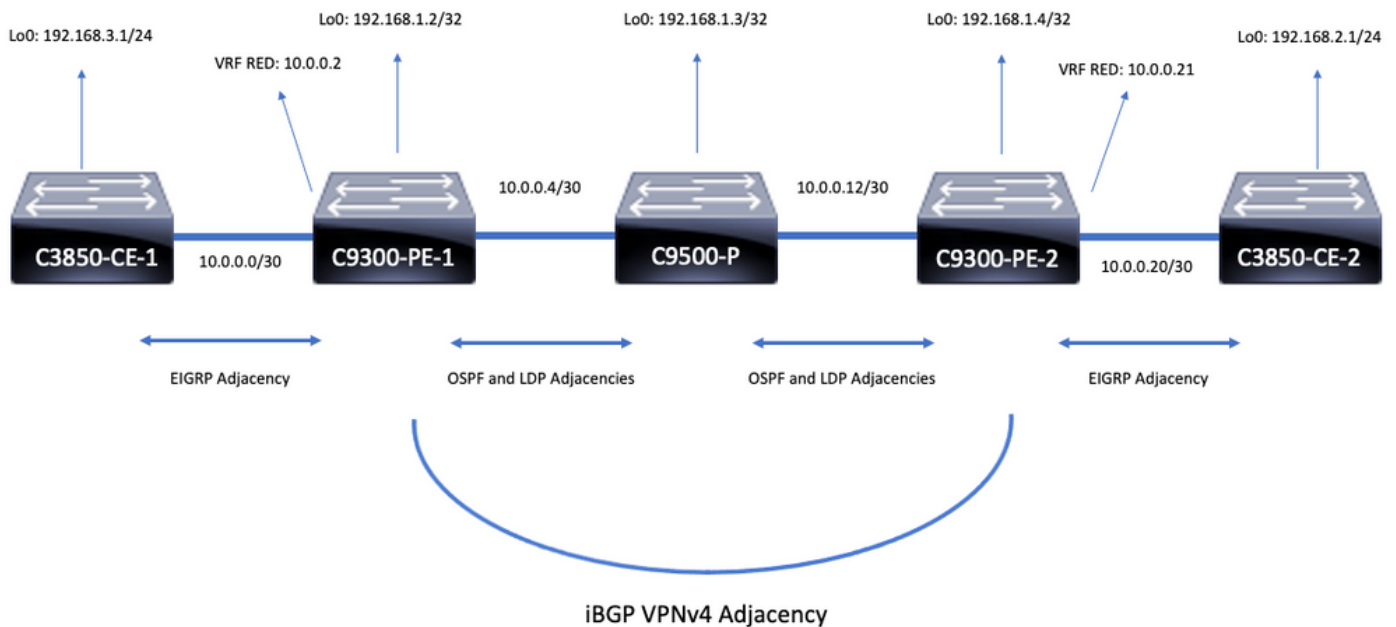 Lo0: 192.168.3.1/24
Lo0: 192.168.1.2/32
Lo0: 192.168.1.3/32
Lo0: 192.168.1.4/32
Lo0: 192.168.2.1/24
VRF RED: 10.0.0.2
VRF RED: 10.0.0.21
10.0.0.4/30
10.0.0.12/30
C3850-CE-1
10.0.0.0/30
C9300-PE-1
C9500-P
C9300-PE-2
10.0.0.20/30
C3850-CE-2
EIGRP Adjacency
OSPF and LDP Adjacencies
OSPF and LDP Adjacencies
EIGRP Adjacency
iBGP VPNv4 Adjacency